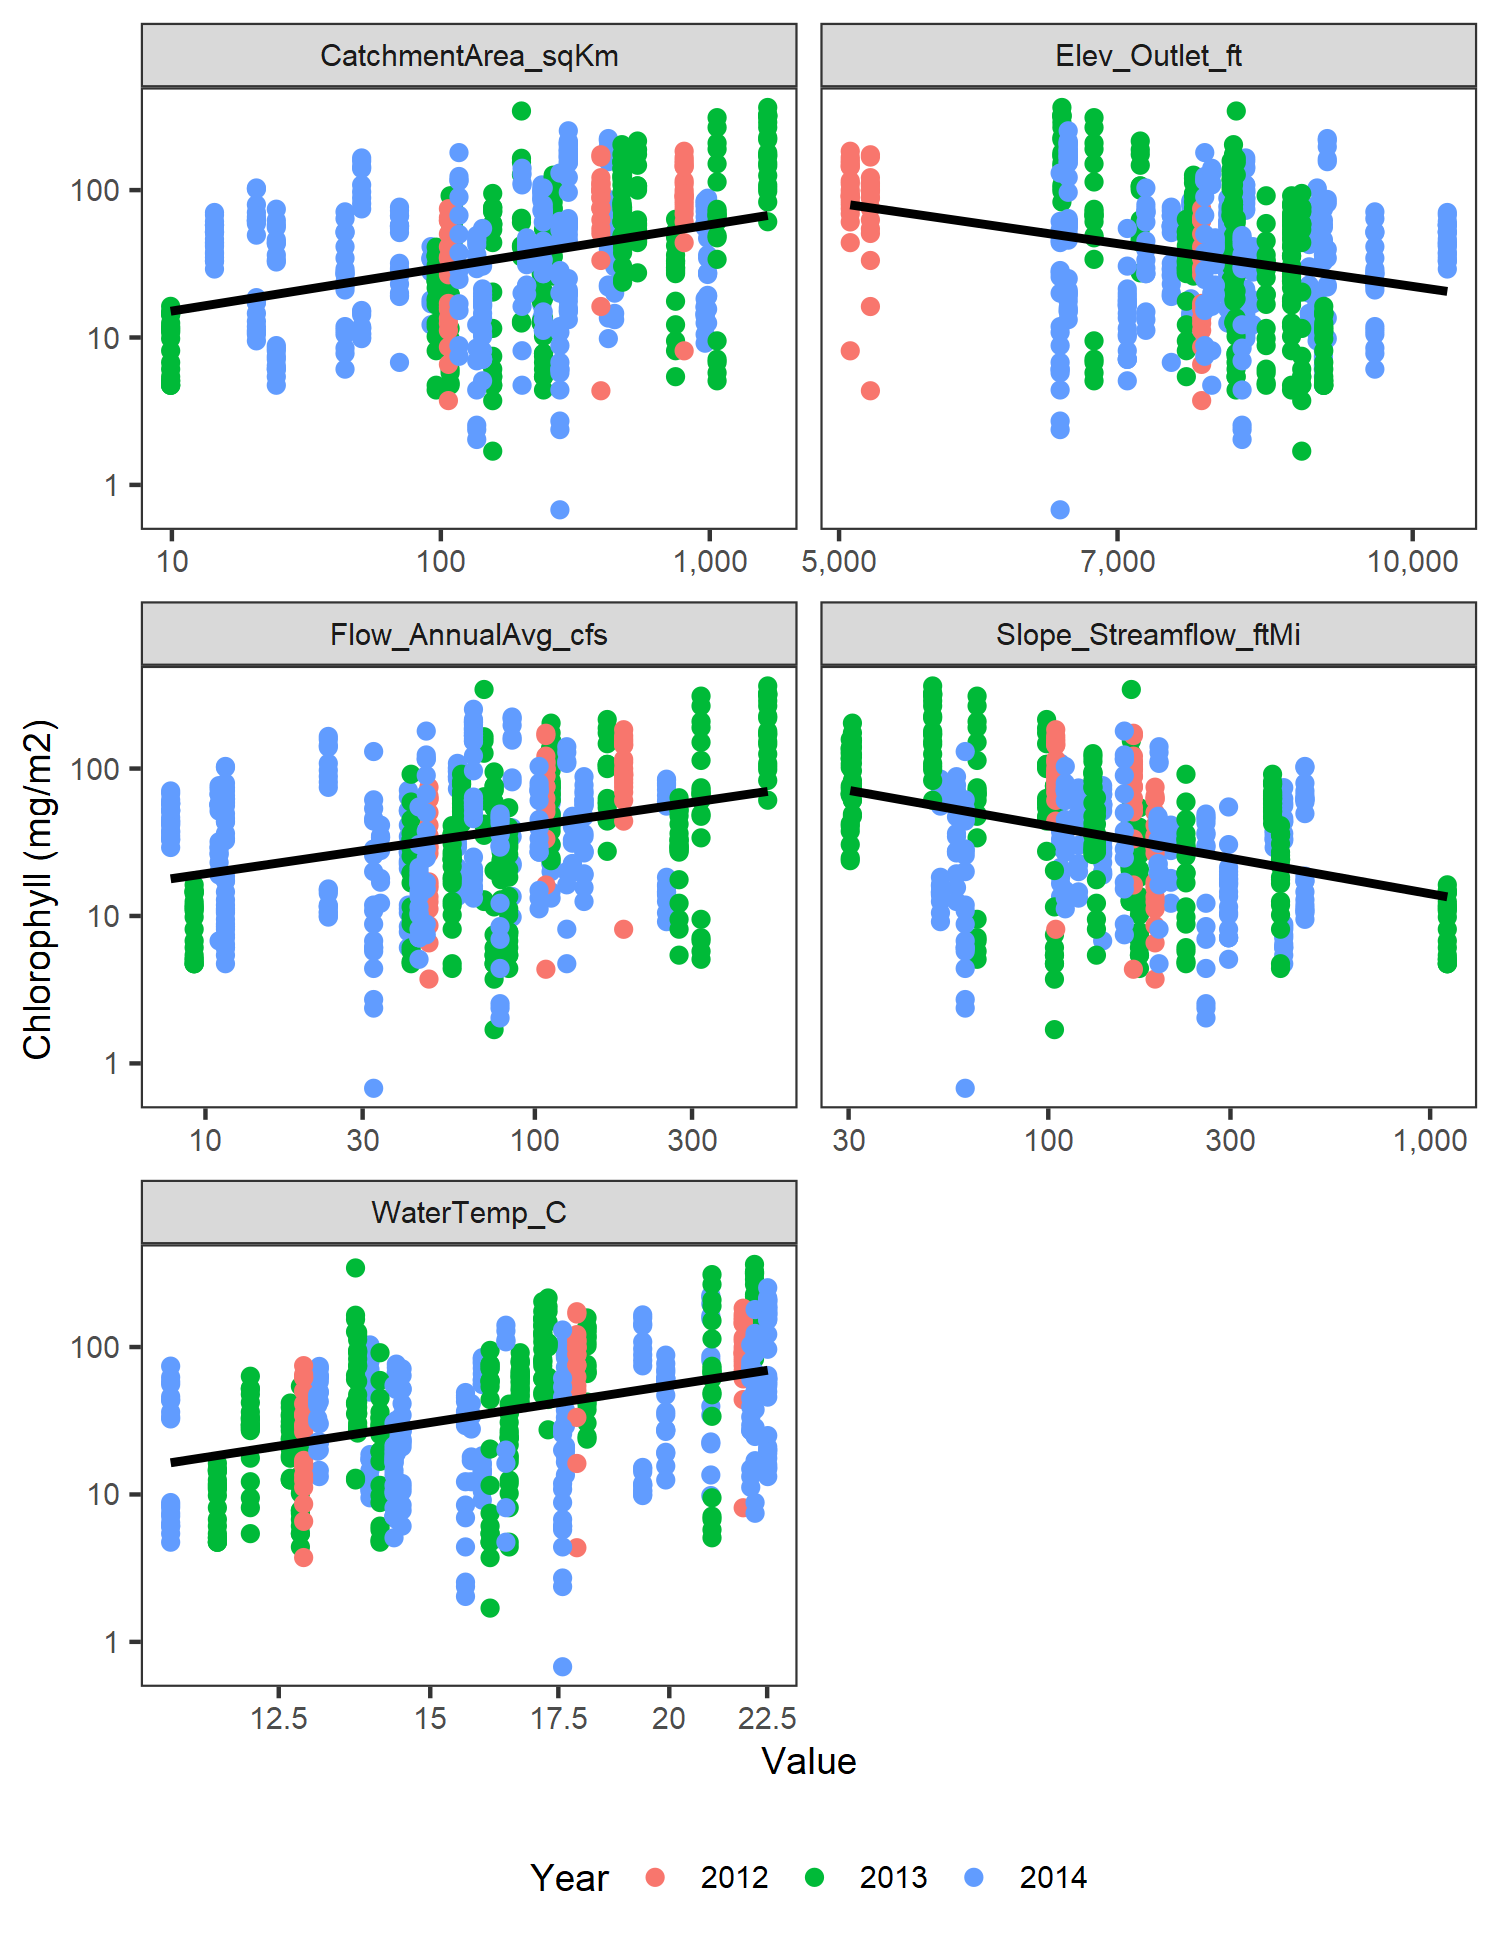 CatchmentArea_sqKm
Elev_Outlet_ft
100
10
1
10 100 1,000
5,000 7,000 10,000
Flow_AnnualAvg_cfs
Slope_Streamflow_ftMi
Chlorophyll (mg/m2)
100
10
1
10 30 100 300
30 100 300 1,000
WaterTemp_C
100
10
1
12.5 15 17.5 20 22.5
Value
Year 2012 2013 2014